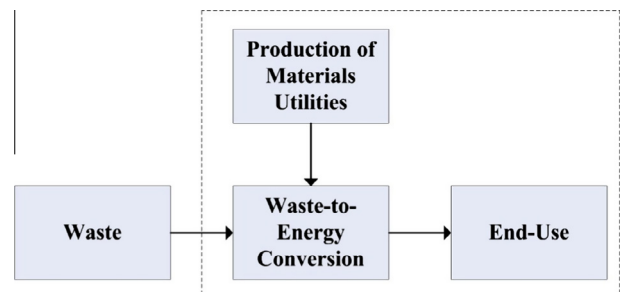 Production of
Materials
Utilities
Waste
Waste-to-
Energy
Conversion
End-Use